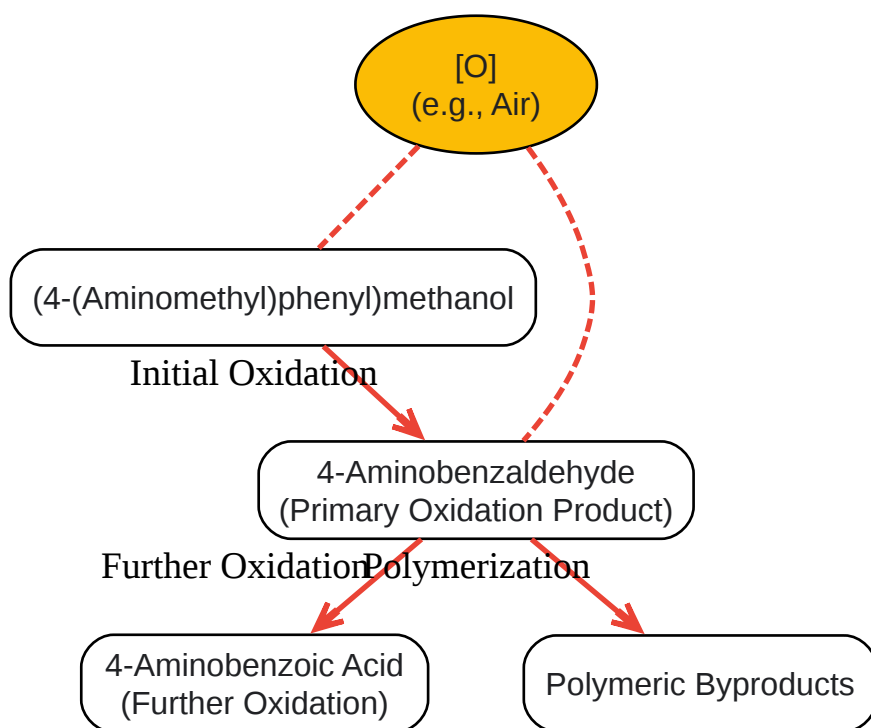 [O]
(e.g., Air)
(4-(Aminomethyl)phenyl)methanol
Initial Oxidation
4-Aminobenzaldehyde
(Primary Oxidation Product)
Further Oxidation
Polymerization
4-Aminobenzoic Acid
(Further Oxidation)
Polymeric Byproducts